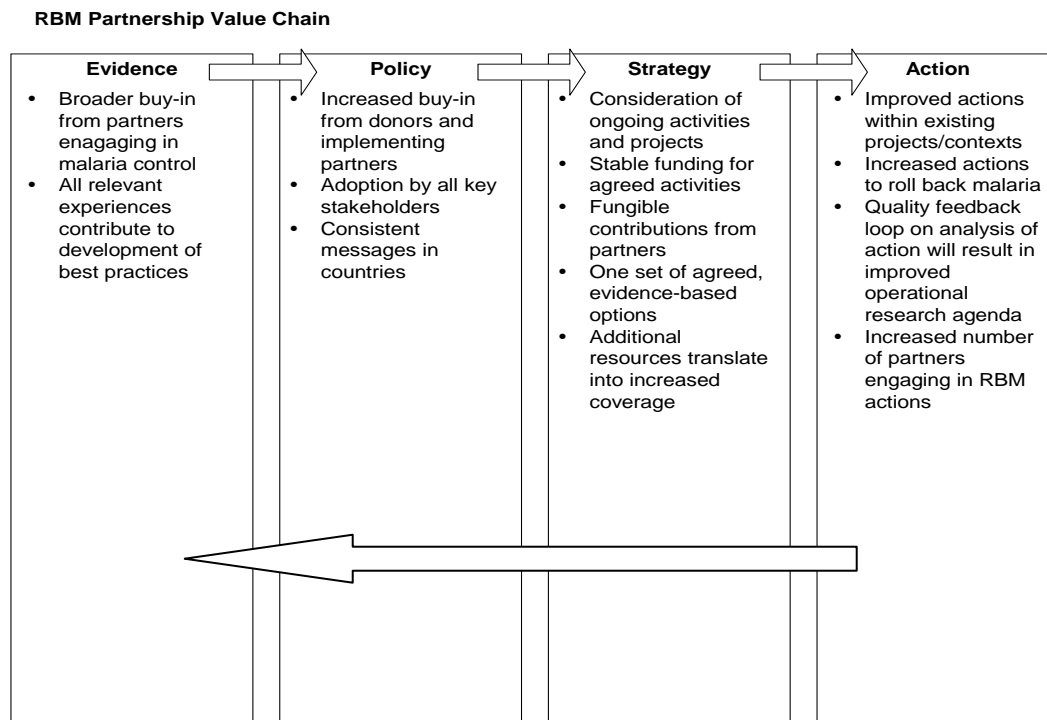 RBM Partnership Value Chain
Evidence
• Broader buy-in
from partners
enagaging in
malaria control
• All relevant
experiences
contribute to
development of
best practices
Policy
• Increased buy-in
from donors and
implementing
partners
• Adoption by all key
stakeholders
• Consistent
messages in
countries
Strategy
• Consideration of
ongoing activities
and projects
• Stable funding for
agreed activities
• Fungible
contributions from
partners
• One set of agreed,
evidence-based
options
• Additional
resources translate
into increased
coverage
Action
• Improved actions
within existing
projects/contexts
• Increased actions
to roll back malaria
• Quality feedback
loop on analysis of
action will result in
improved
operational
research agenda
• Increased number
of partners
engaging in RBM
actions